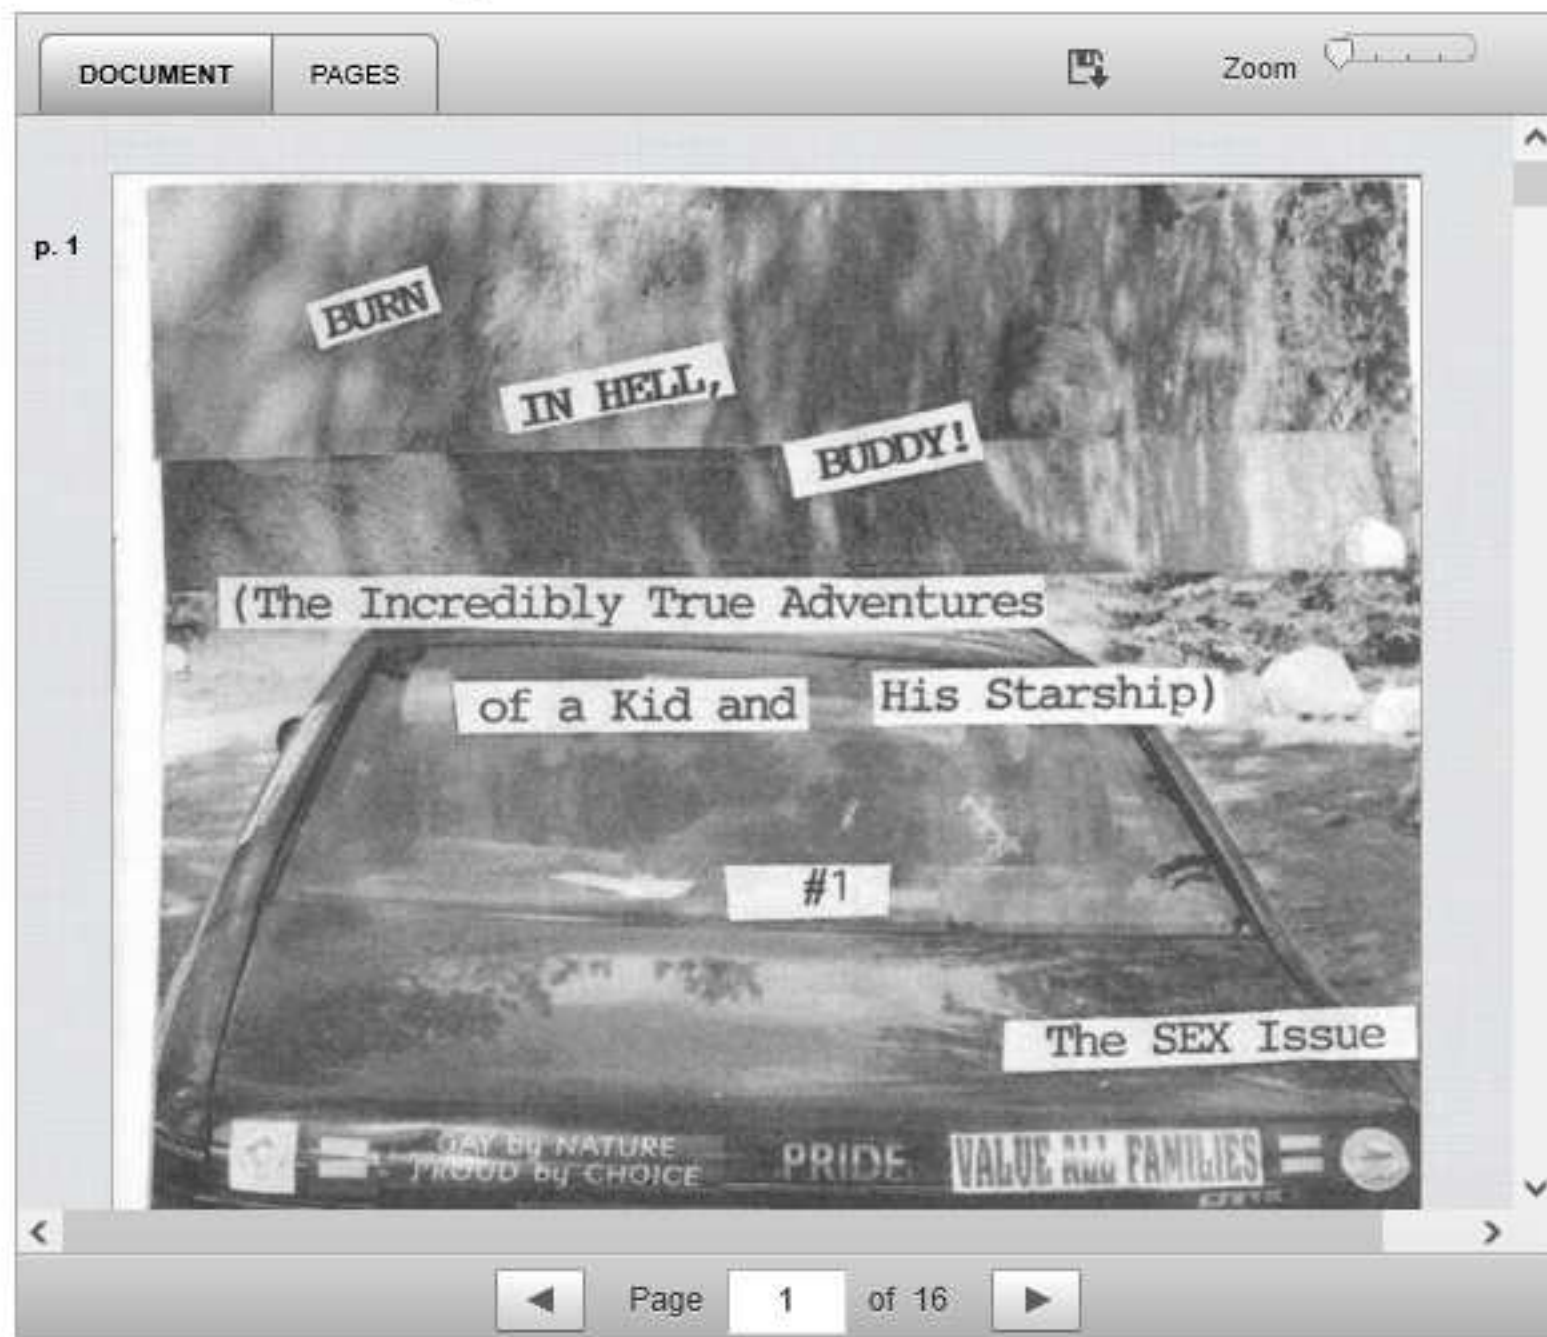 DOCUMENT PAGES Zoom
p. 1
BURN
IN HELL,
BUDDY!
(The Incredibly True Adventures
of a Kid and His Starship)
#1
The SEX Issue
GAY by NATURE
PROUD by CHOICE
PRIDE
VALUE ALL FAMILIES
Page 1 of 16